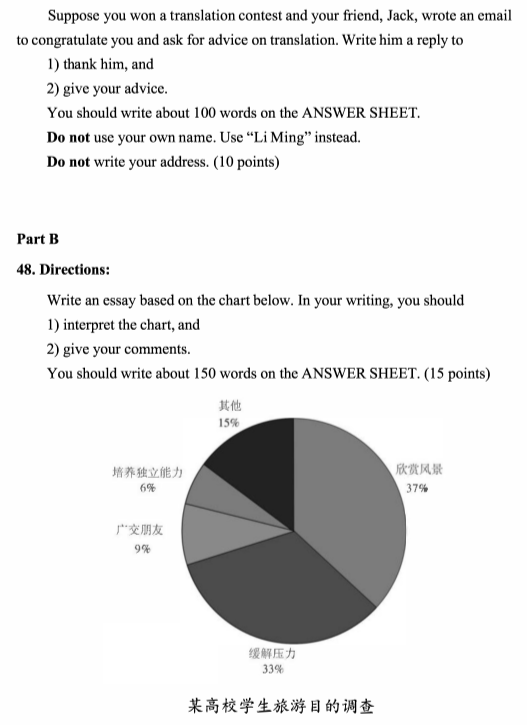 Suppose you won a translation contest and your friend, Jack, wrote an email
to congratulate you and ask for advice on translation. Write him a reply to
1) thank him, and
2) give your advice.
You should write about 100 words on the ANSWER SHEET.
Do not use your own name. Use “Li Ming” instead.
Do not write your address. (10 points)
Part B
48. Directions:
Write an essay based on the chart below. In your writing, you should
1) interpret the chart, and
2) give your comments.
You should write about 150 words on the ANSWER SHEET. (15 points)
其他
15%
培养独立能力
6%
欣赏风景
37%
广交朋友
9%
缓解压力
33%
某高校学生旅游目的调查